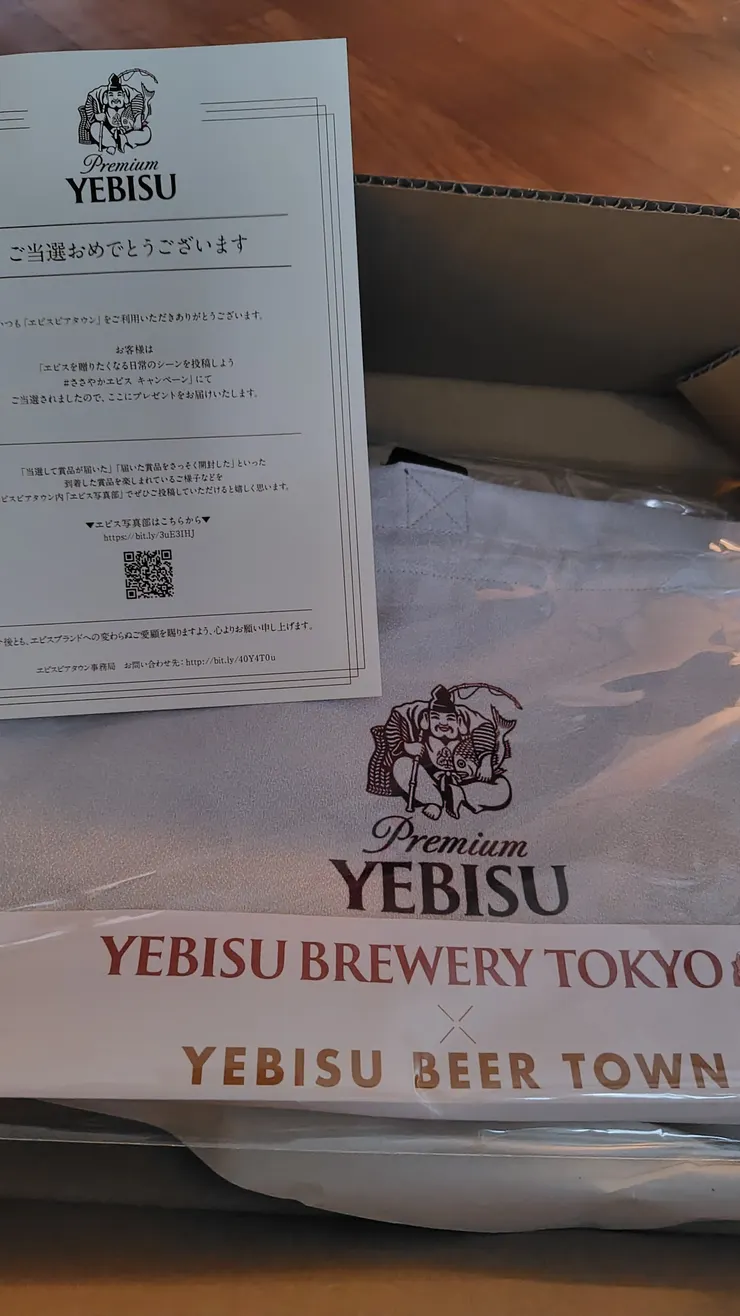 Premium
YEBISU
ご当選おめでとうございます
いつも「ヱビスビアタウン」をご利用いただきありがとうございます。
お客様は
「ヱビスを贈りたくなる日常のシーンを投稿しよう
#ささやかヱビス キャンペーン」にて
ご当選されましたので、ここにプレゼントをお届けいたします。
「当選して賞品が届いた」「届いた賞品をさっそく開封した」といった
到着した賞品を楽しまれているご様子などを
ビスビアタウン内「ヱビス写真部」でぜひご投稿していただけると嬉しく思います。
▼ヱビス写真部はこちらから▼
https://bit.ly/3uE3IHJ
後とも、ヱビスブランドへの変わらぬご愛顧を賜りますよう、心よりお願い申し上げます。
ヱビスビアタウン事務局 お問い合わせ先：http://bit.ly/40Y4T0u
Premium
YEBISU
YEBISU BREWERY TOKYO
×
YEBISU BEER TOWN